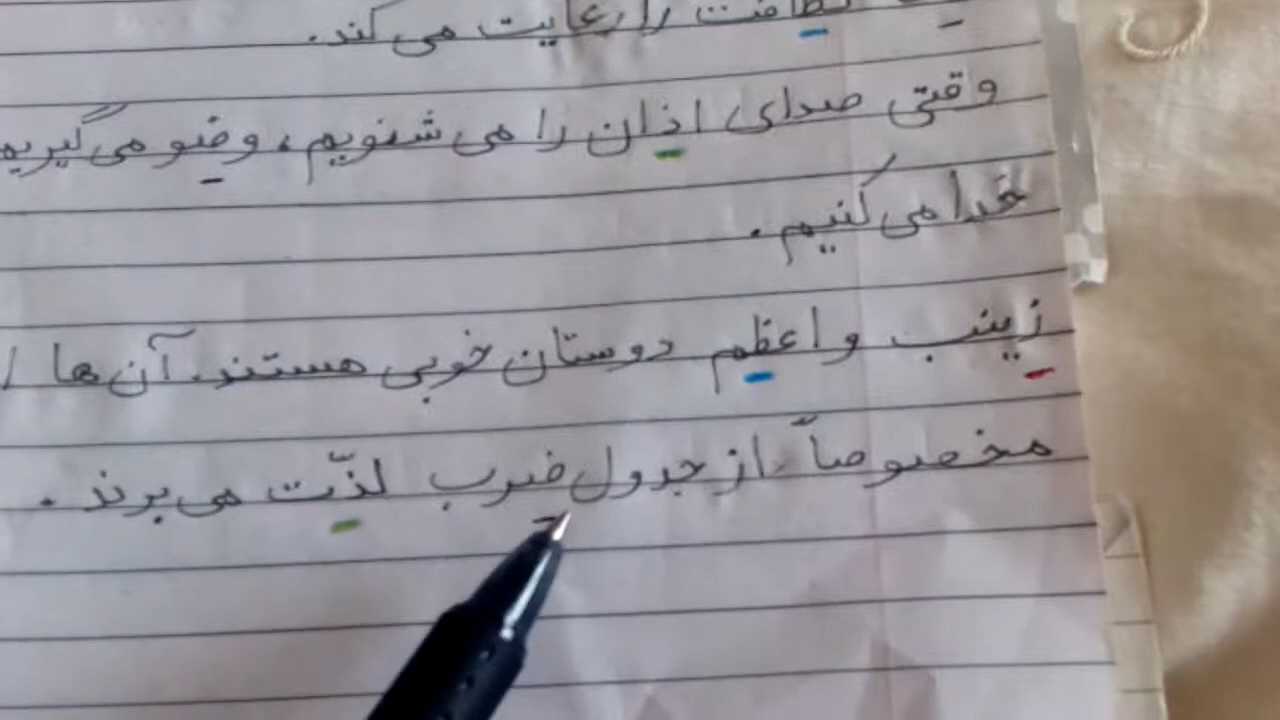 نظافت را رعایت می‌کند.
وقتی صدای اذان را می‌شنویم، وضو می‌گیریم
خدا می‌کنیم.
زینب و اعظم دوستان خوبی هستند. آن‌ها
مخصوصاً از جدول ضرب لذّت می‌برند.